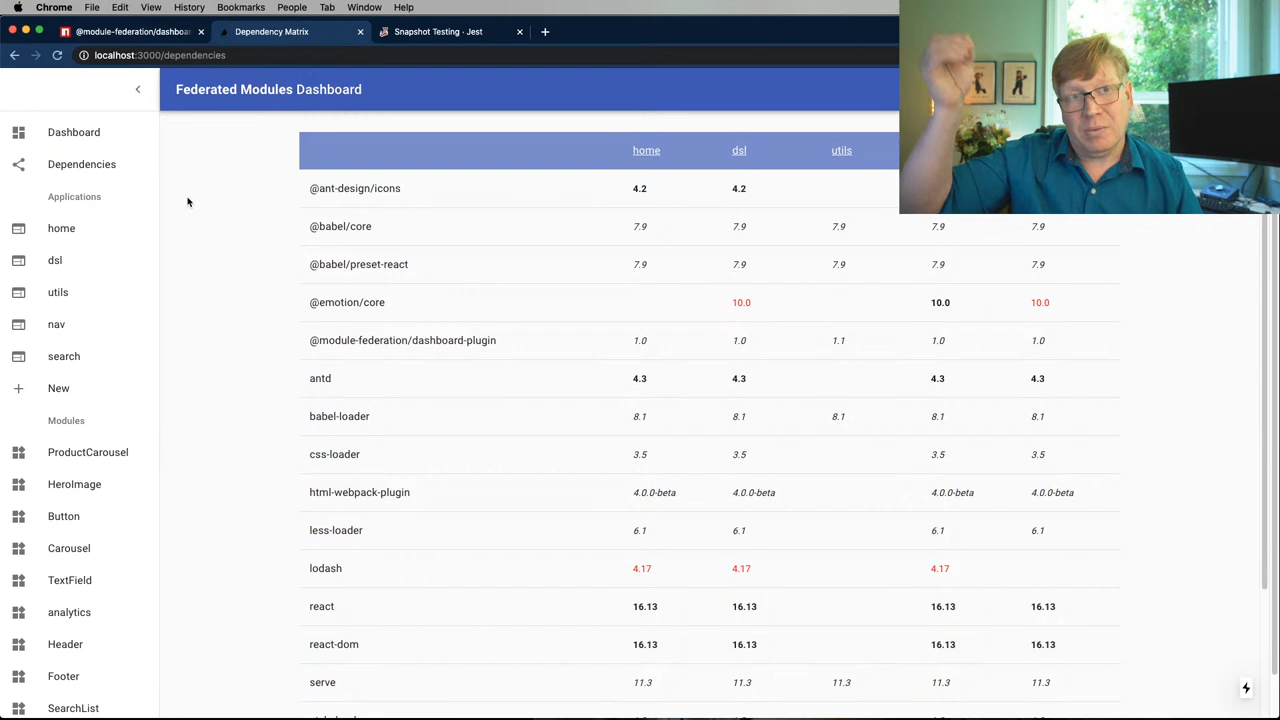 Chrome File Edit View History Bookmarks People Tab Window Help
@module-federation/dashboar
Dependency Matrix
Snapshot Testing · Jest
localhost:3000/dependencies
Federated Modules Dashboard
Dashboard
Dependencies
Applications
home
dsl
utils
nav
search
New
Modules
ProductCarousel
HeroImage
Button
Carousel
TextField
analytics
Header
Footer
SearchList
home dsl utils
@ant-design/icons 4.2 4.2
@babel/core 7.9 7.9 7.9 7.9 7.9
@babel/preset-react 7.9 7.9 7.9 7.9 7.9
@emotion/core 10.0 10.0 10.0
@module-federation/dashboard-plugin 1.0 1.0 1.1 1.0 1.0
antd 4.3 4.3 4.3 4.3
babel-loader 8.1 8.1 8.1 8.1 8.1
css-loader 3.5 3.5 3.5 3.5
html-webpack-plugin 4.0.0-beta 4.0.0-beta 4.0.0-beta 4.0.0-beta
less-loader 6.1 6.1 6.1 6.1
lodash 4.17 4.17 4.17
react 16.13 16.13 16.13 16.13
react-dom 16.13 16.13 16.13 16.13
serve 11.3 11.3 11.3 11.3 11.3